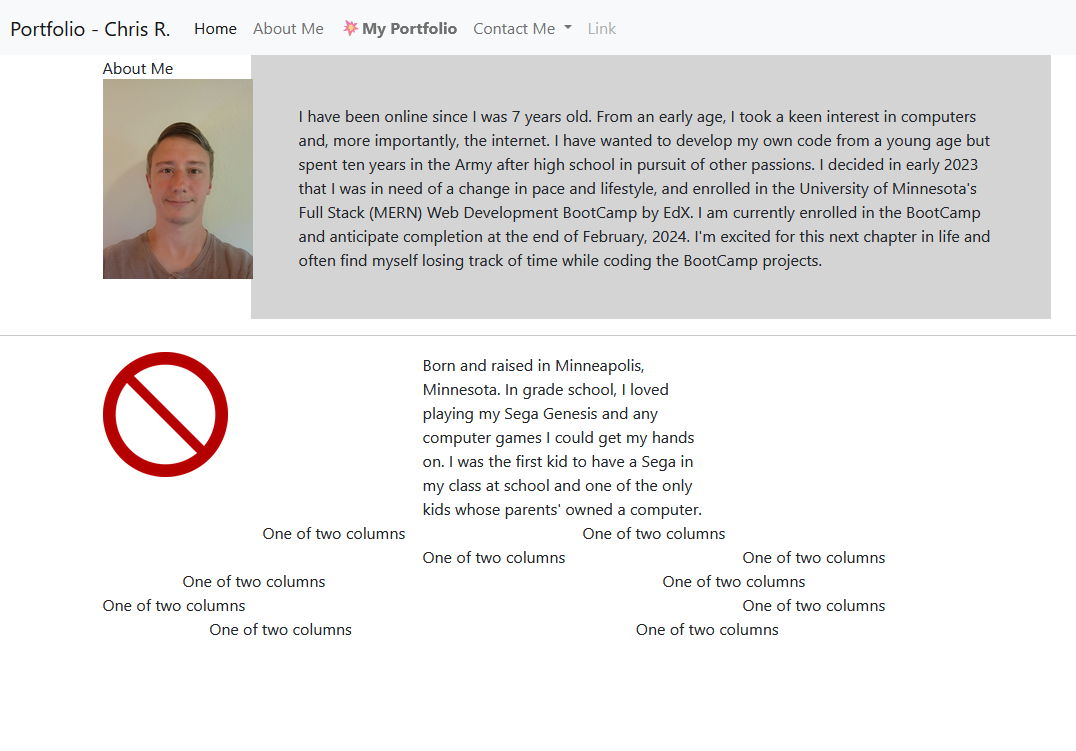 Portfolio - Chris R. Home About Me My Portfolio Contact Me Link
About Me
I have been online since I was 7 years old. From an early age, I took a keen interest in computers
and, more importantly, the internet. I have wanted to develop my own code from a young age but
spent ten years in the Army after high school in pursuit of other passions. I decided in early 2023
that I was in need of a change in pace and lifestyle, and enrolled in the University of Minnesota's
Full Stack (MERN) Web Development BootCamp by EdX. I am currently enrolled in the BootCamp
and anticipate completion at the end of February, 2024. I'm excited for this next chapter in life and
often find myself losing track of time while coding the BootCamp projects.
Born and raised in Minneapolis,
Minnesota. In grade school, I loved
playing my Sega Genesis and any
computer games I could get my hands
on. I was the first kid to have a Sega in
my class at school and one of the only
kids whose parents' owned a computer.
One of two columns One of two columns
One of two columns One of two columns
One of two columns One of two columns
One of two columns One of two columns
One of two columns One of two columns